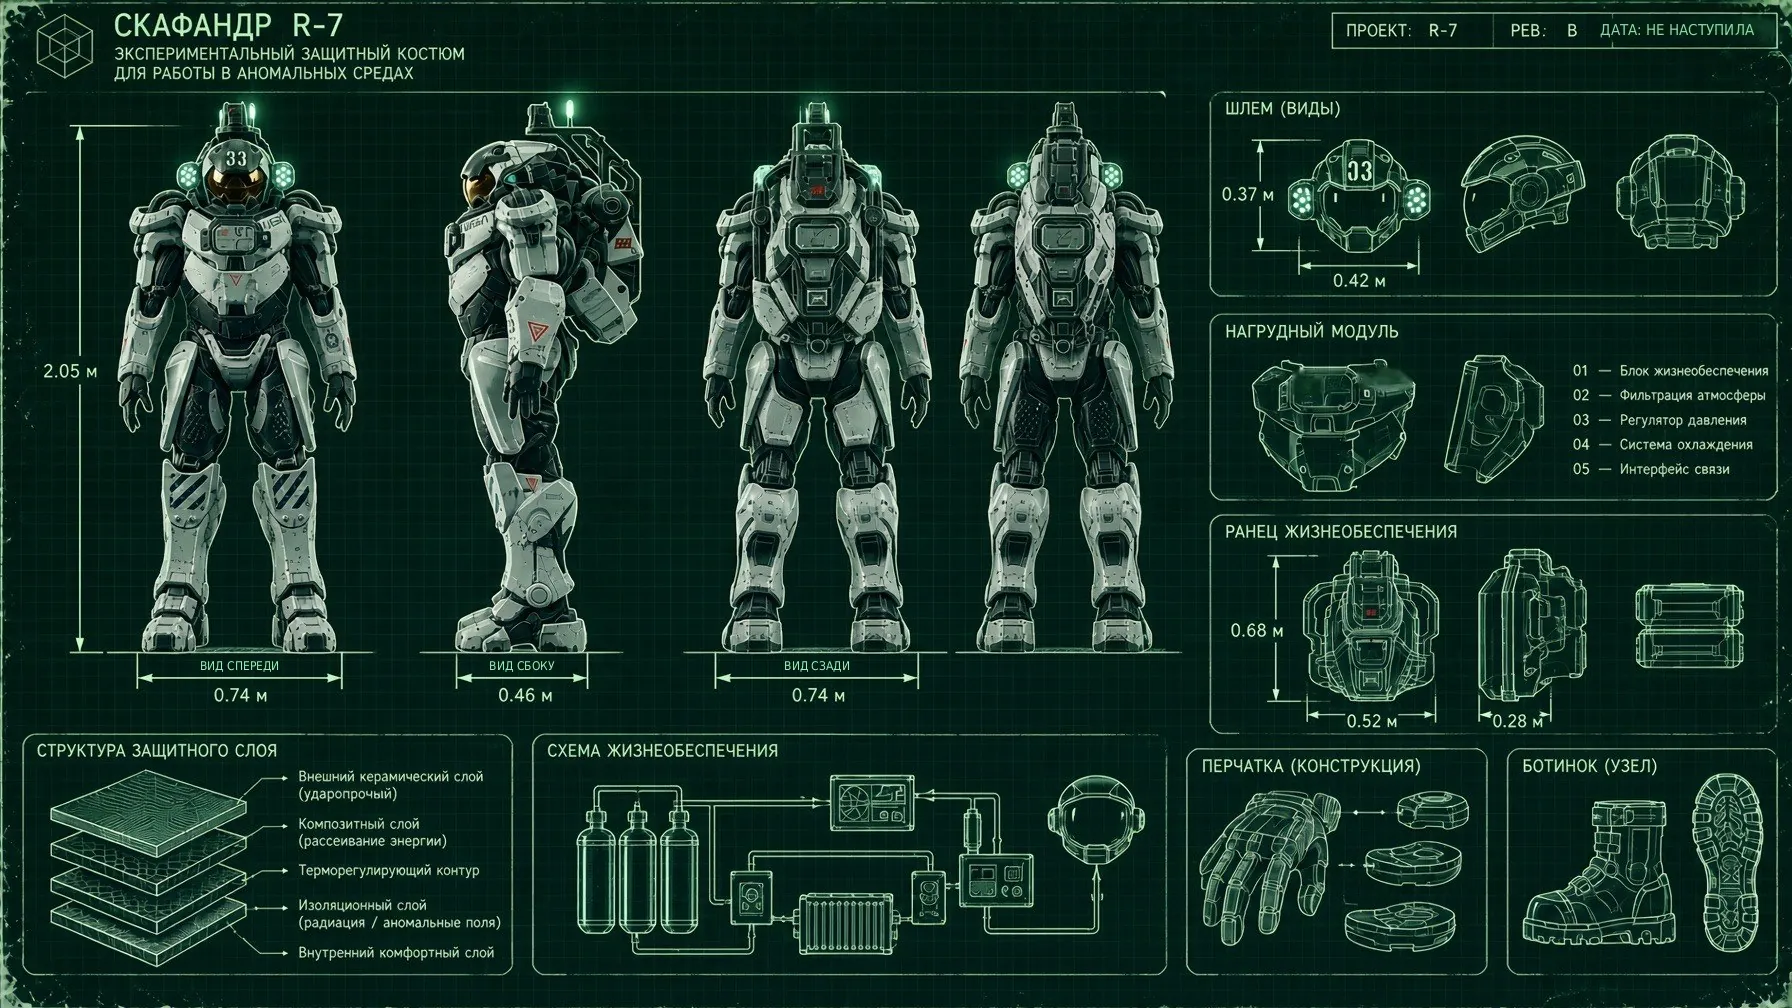 СКАФАНДР R-7
ЭКСПЕРИМЕНТАЛЬНЫЙ ЗАЩИТНЫЙ КОСТЮМ
ДЛЯ РАБОТЫ В АНОМАЛЬНЫХ СРЕДАХ
ПРОЕКТ: R-7
РЕВ: В
ДАТА: НЕ НАСТУПИЛА
33
2.05 м
ВИД СПЕРЕДИ
0.74 м
ВИД СБОКУ
0.46 м
ВИД СЗАДИ
0.74 м
ШЛЕМ (ВИДЫ)
33
0.37 м
0.42 м
НАГРУДНЫЙ МОДУЛЬ
01 — Блок жизнеобеспечения
02 — Фильтрация атмосферы
03 — Регулятор давления
04 — Система охлаждения
05 — Интерфейс связи
РАНЕЦ ЖИЗНЕОБЕСПЕЧЕНИЯ
0.68 м
0.52 м
0.28 м
СТРУКТУРА ЗАЩИТНОГО СЛОЯ
Внешний керамический слой
(ударопрочый)
Композитный слой
(рассеивание энергии)
Терморегулирующий контур
Изоляционный слой
(радиация / аномальные поля)
Внутренний комфортный слой
СХЕМА ЖИЗНЕОБЕСПЕЧЕНИЯ
ПЕРЧАТКА (КОНСТРУКЦИЯ)
БОТИНОК (УЗЕЛ)